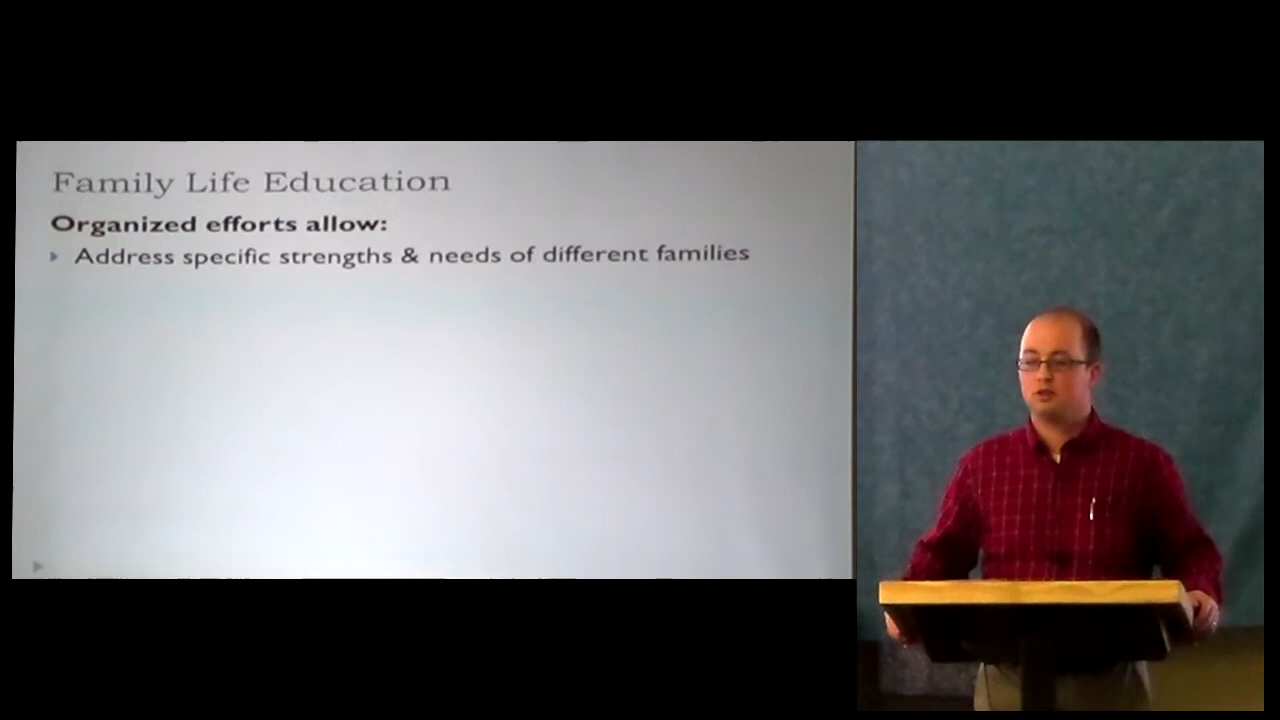 Family Life Education
Organized efforts allow:
Address specific strengths & needs of different families